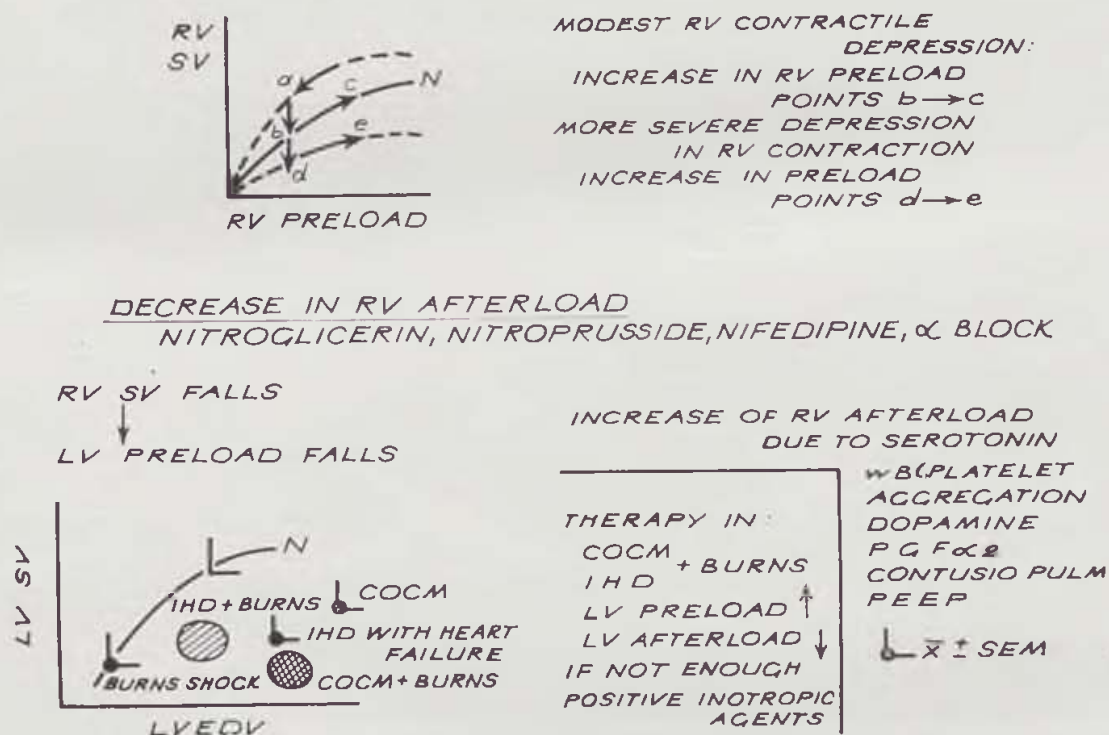 RV
SV
a
c
N
b
e
d
RV PRELOAD
MODEST RV CONTRACTILE
DEPRESSION:
INCREASE IN RV PRELOAD
POINTS b→c
MORE SEVERE DEPRESSION
IN RV CONTRACTION
INCREASE IN PRELOAD
POINTS d→e
DECREASE IN RV AFTERLOAD
NITROGLICERIN, NITROPRUSSIDE, NIFEDIPINE, α BLOCK
RV SV FALLS
↓
LV PRELOAD FALLS
LV SV
N
IHD + BURNS
COCM
IHD WITH HEART
FAILURE
BURNS SHOCK
COCM + BURNS
LVEDV
INCREASE OF RV AFTERLOAD
DUE TO SEROTONIN
THERAPY IN:
COCM
+ BURNS
IHD
LV PRELOAD ↑
LV AFTERLOAD ↓
IF NOT ENOUGH
POSITIVE INOTROPIC
AGENTS
PLATELET
AGGREGATION
DOPAMINE
PGFα2
CONTUSIO PULM
PEEP
x̄ ± SEM